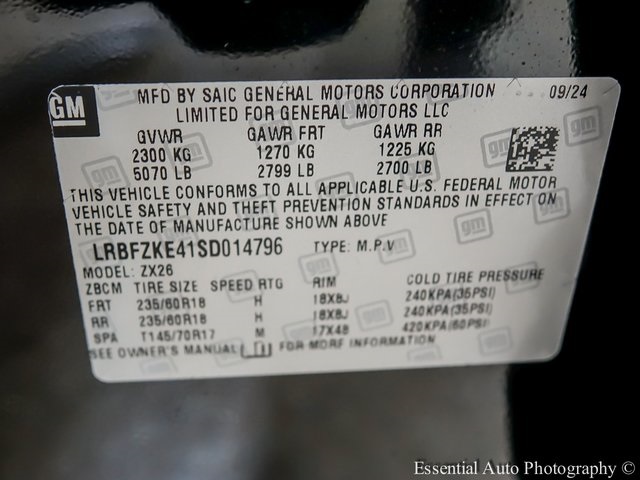 GM MFD BY SAIC GENERAL MOTORS CORPORATION 09/24
LIMITED FOR GENERAL MOTORS LLC
GVWR GAWR FRT GAWR RR
2300 KG 1270 KG 1225 KG
5070 LB 2799 LB 2700 LB
THIS VEHICLE CONFORMS TO ALL APPLICABLE U.S. FEDERAL MOTOR
VEHICLE SAFETY AND THEFT PREVENTION STANDARDS IN EFFECT ON
THE DATE OF MANUFACTURE SHOWN ABOVE
LRBFZKE41SD014796 TYPE: M.P.V
MODEL: ZX26
ZBCM TIRE SIZE SPEED RTG RIM COLD TIRE PRESSURE
FRT 235/60R18 H 18X8J 240KPA(35PSI)
RR 235/60R18 H 18X8J 240KPA(35PSI)
SPA T145/70R17 M 17X4B 420KPA(60PSI)
SEE OWNER'S MANUAL FOR MORE INFORMATION
Essential Auto Photography ©